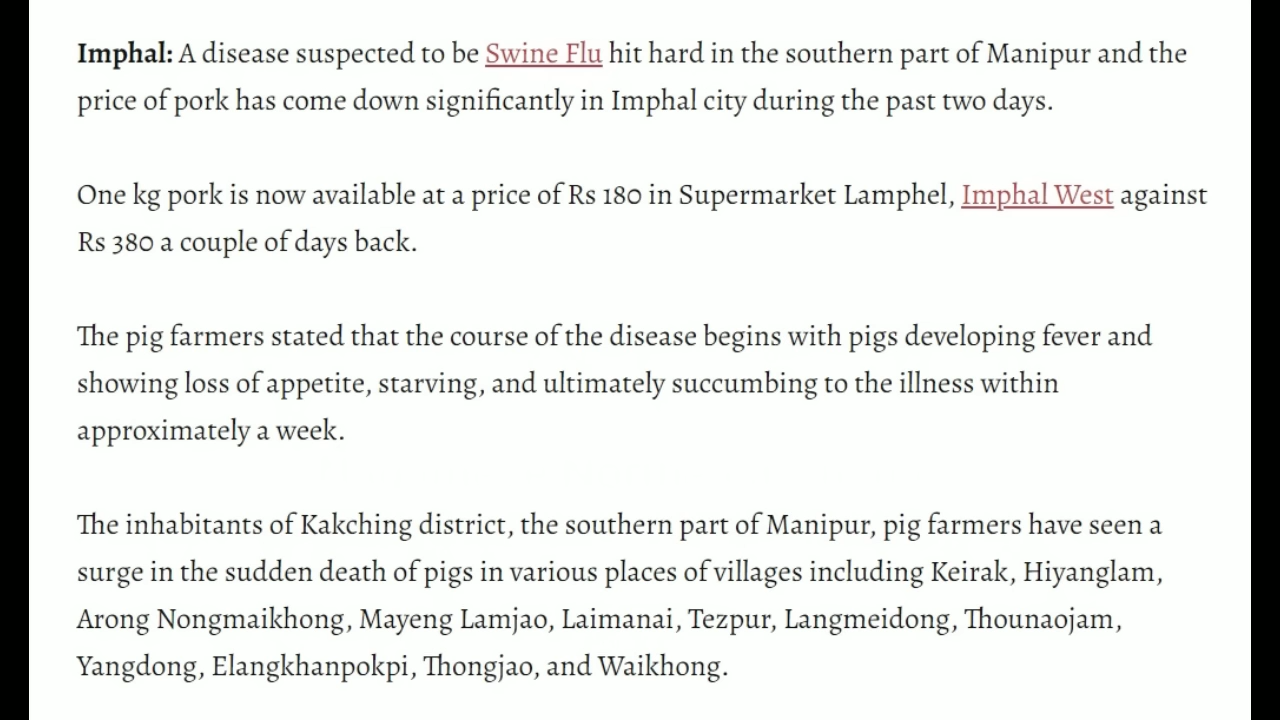 Imphal: A disease suspected to be Swine Flu hit hard in the southern part of Manipur and the
price of pork has come down significantly in Imphal city during the past two days.
One kg pork is now available at a price of Rs 180 in Supermarket Lamphel, Imphal West against
Rs 380 a couple of days back.
The pig farmers stated that the course of the disease begins with pigs developing fever and
showing loss of appetite, starving, and ultimately succumbing to the illness within
approximately a week.
The inhabitants of Kakching district, the southern part of Manipur, pig farmers have seen a
surge in the sudden death of pigs in various places of villages including Keirak, Hiyanglam,
Arong Nongmaikhong, Mayeng Lamjao, Laimanai, Tezpur, Langmeidong, Thounaojam,
Yangdong, Elangkhanpokpi, Thongjao, and Waikhong.